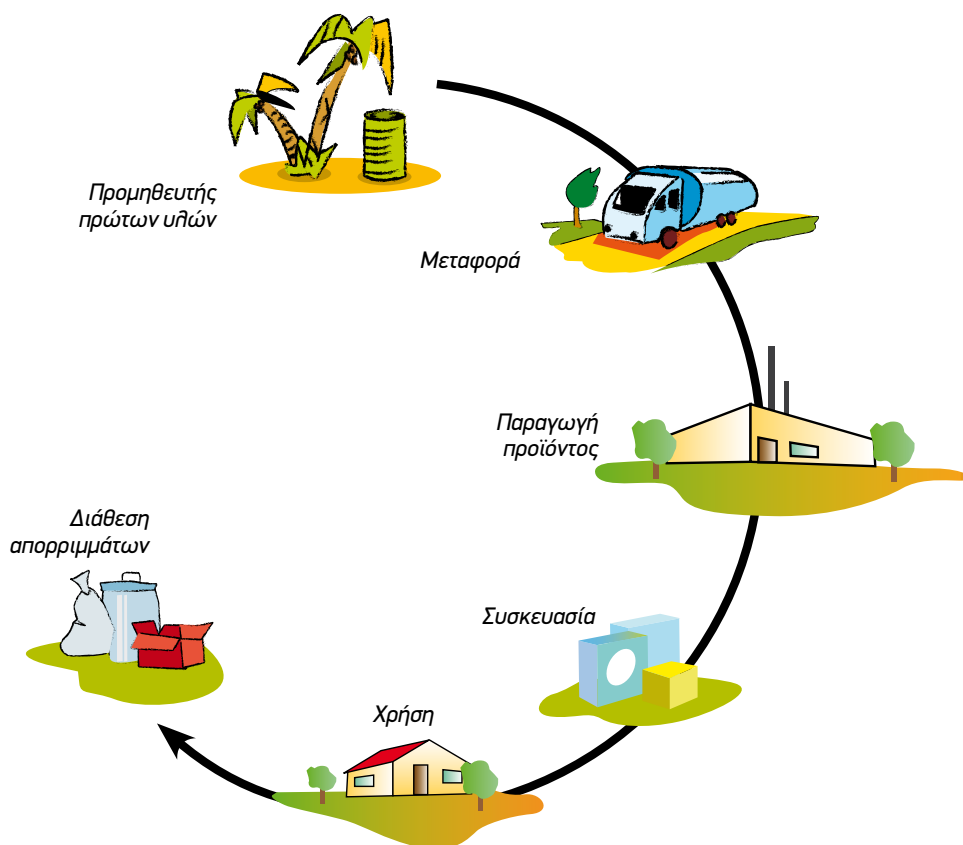 Προμηθευτής
πρώτων υλών
Μεταφορά
Παραγωγή
προϊόντος
Συσκευασία
Χρήση
Διάθεση
απορριμμάτων